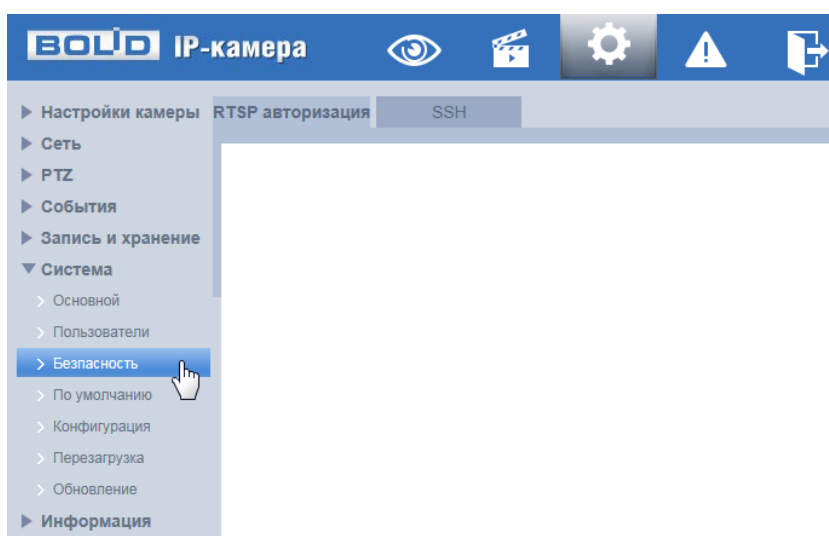 BOLID IP-камера
Настройки камеры
RTSP авторизация
SSH
Сеть
PTZ
События
Запись и хранение
Система
Основной
Пользователи
Безпасность
По умолчанию
Конфигурация
Перезагрузка
Обновление
Информация